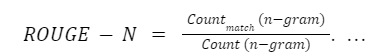 ROUGE − N = Count_match (n−gram) / Count (n−gram) . ...